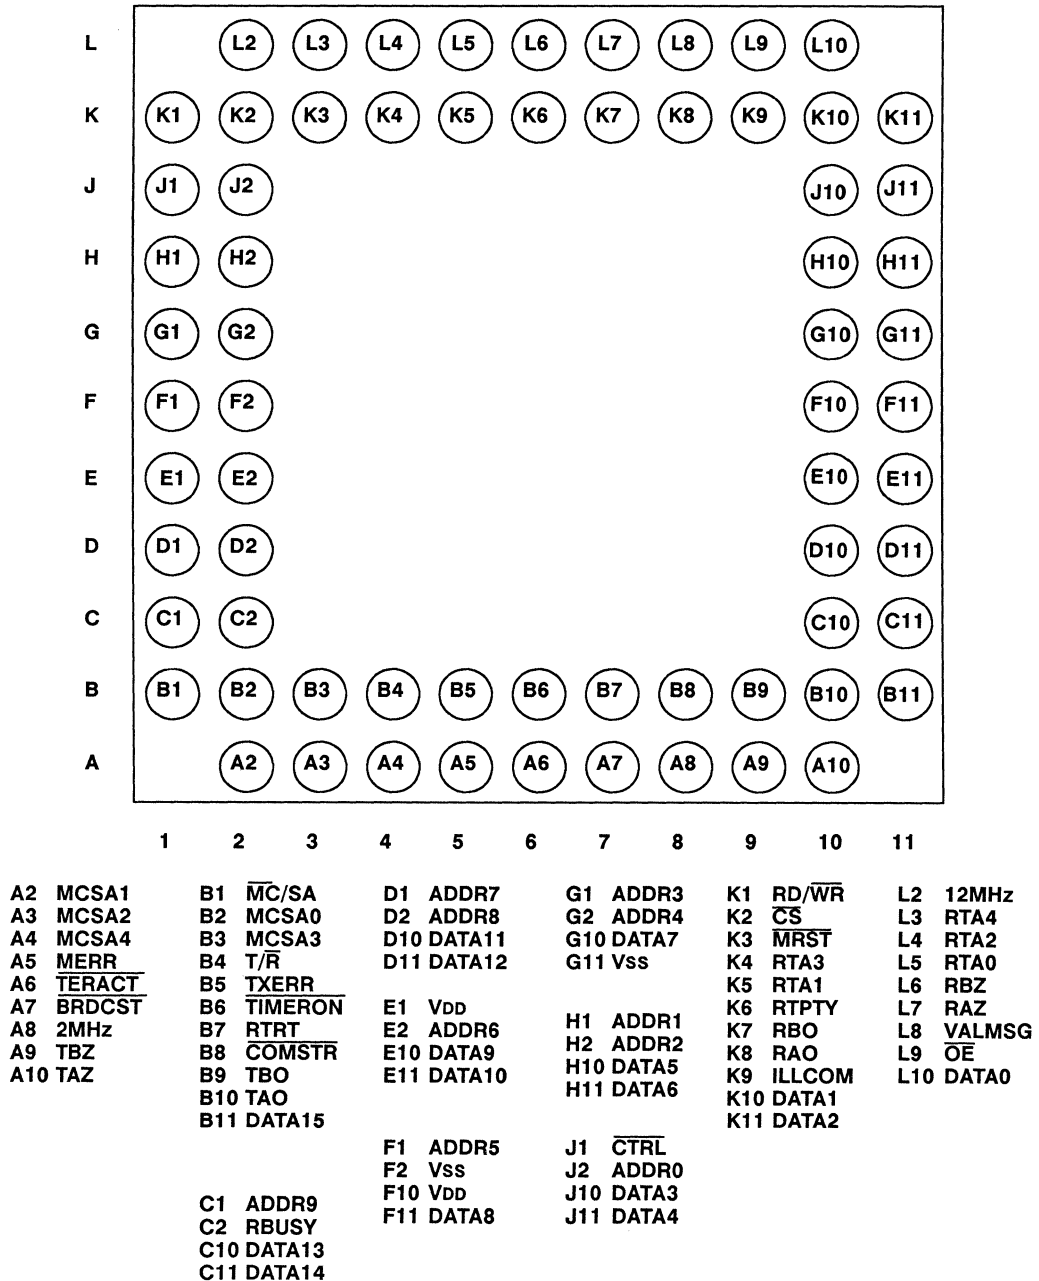 L L2 L3 L4 L5 L6 L7 L8 L9 L10
K K1 K2 K3 K4 K5 K6 K7 K8 K9 K10 K11
J J1 J2 J10 J11
H H1 H2 H10 H11
G G1 G2 G10 G11
F F1 F2 F10 F11
E E1 E2 E10 E11
D D1 D2 D10 D11
C C1 C2 C10 C11
B B1 B2 B3 B4 B5 B6 B7 B8 B9 B10 B11
A A2 A3 A4 A5 A6 A7 A8 A9 A10
1 2 3 4 5 6 7 8 9 10 11
A2 MCSA1
A3 MCSA2
A4 MCSA4
A5 MERR
A6 T̅E̅R̅A̅C̅T̅
A7 B̅R̅D̅C̅S̅T̅
A8 2MHz
A9 TBZ
A10 TAZ
B1 M̅C̅/SA
B2 MCSA0
B3 MCSA3
B4 T/R̅
B5 TXERR
B6 T̅I̅M̅E̅R̅O̅N̅
B7 RTRT
B8 C̅O̅M̅S̅T̅R̅
B9 TBO
B10 TAO
B11 DATA15
C1 ADDR9
C2 RBUSY
C10 DATA13
C11 DATA14
D1 ADDR7
D2 ADDR8
D10 DATA11
D11 DATA12
E1 VDD
E2 ADDR6
E10 DATA9
E11 DATA10
F1 ADDR5
F2 VSS
F10 VDD
F11 DATA8
G1 ADDR3
G2 ADDR4
G10 DATA7
G11 VSS
H1 ADDR1
H2 ADDR2
H10 DATA5
H11 DATA6
J1 C̅T̅R̅L̅
J2 ADDR0
J10 DATA3
J11 DATA4
K1 RD/W̅R̅
K2 C̅S̅
K3 M̅R̅S̅T̅
K4 RTA3
K5 RTA1
K6 RTPTY
K7 RBO
K8 RAO
K9 ILLCOM
K10 DATA1
K11 DATA2
L2 12MHz
L3 RTA4
L4 RTA2
L5 RTA0
L6 RBZ
L7 RAZ
L8 VALMSG
L9 O̅E̅
L10 DATA0